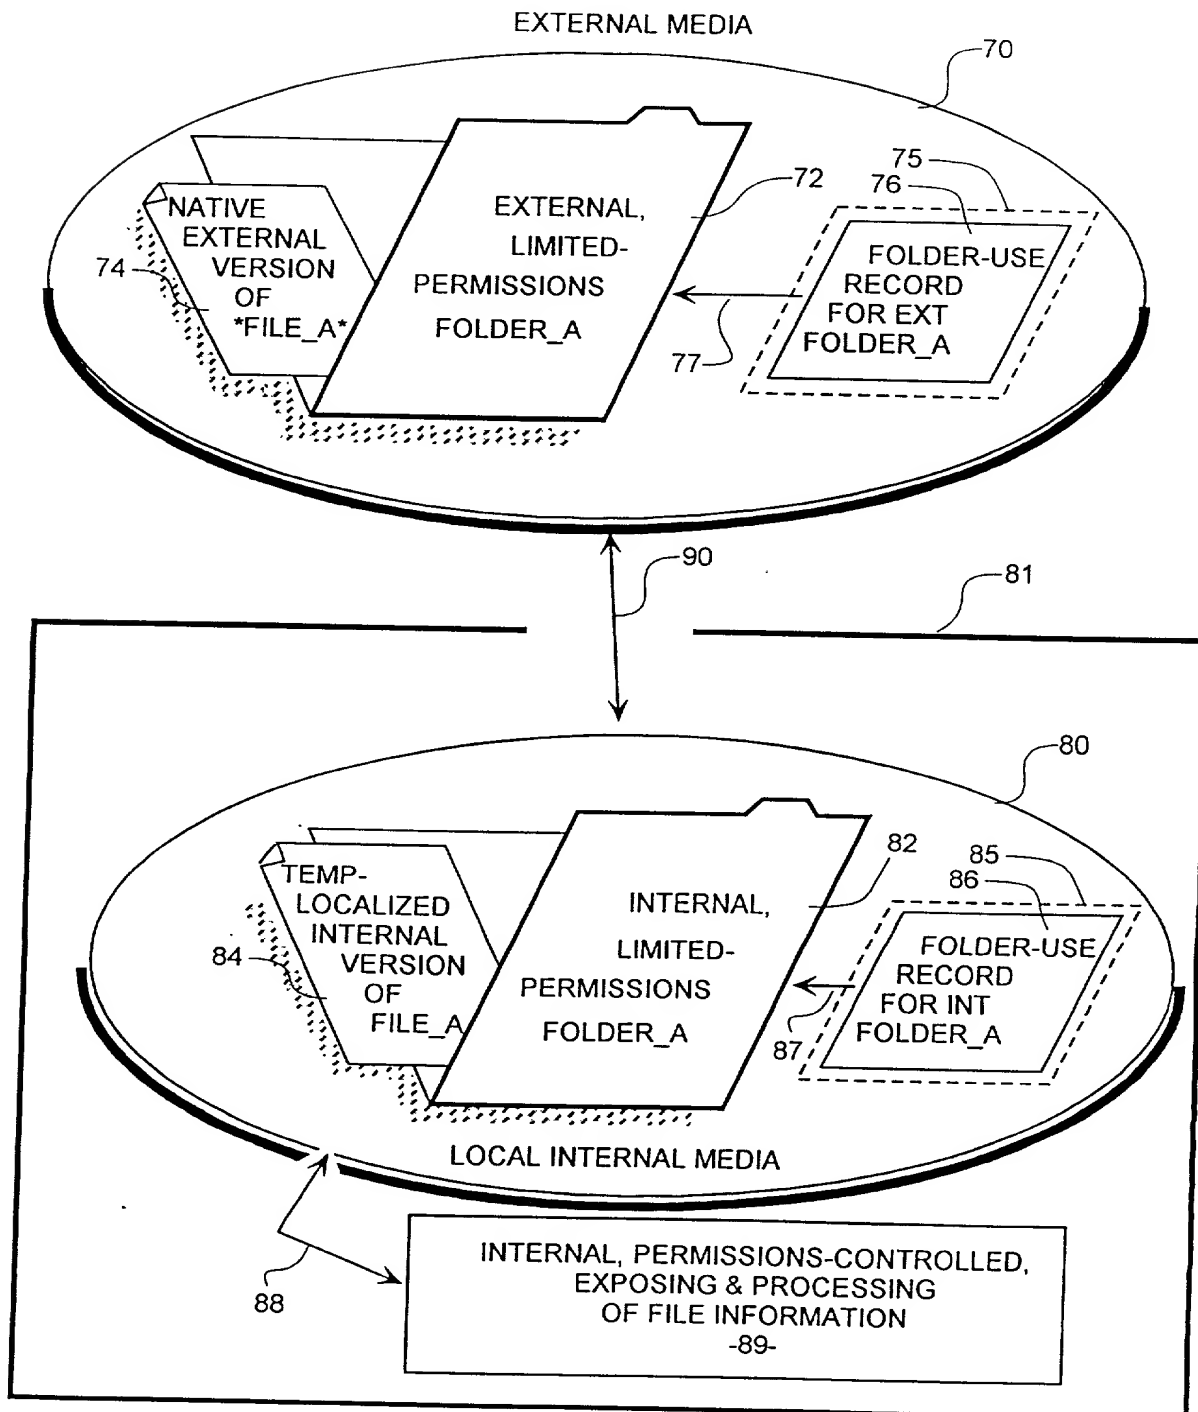 EXTERNAL MEDIA
70
75
76
72
NATIVE
EXTERNAL
VERSION
OF
*FILE_A*
74
EXTERNAL,
LIMITED-
PERMISSIONS
FOLDER_A
FOLDER-USE
RECORD
FOR EXT
FOLDER_A
77
90
81
80
82
85
86
TEMP-
LOCALIZED
INTERNAL
VERSION
OF
FILE_A
84
INTERNAL,
LIMITED-
PERMISSIONS
FOLDER_A
FOLDER-USE
RECORD
FOR INT
FOLDER_A
87
LOCAL INTERNAL MEDIA
88
INTERNAL, PERMISSIONS-CONTROLLED,
EXPOSING & PROCESSING
OF FILE INFORMATION
-89-